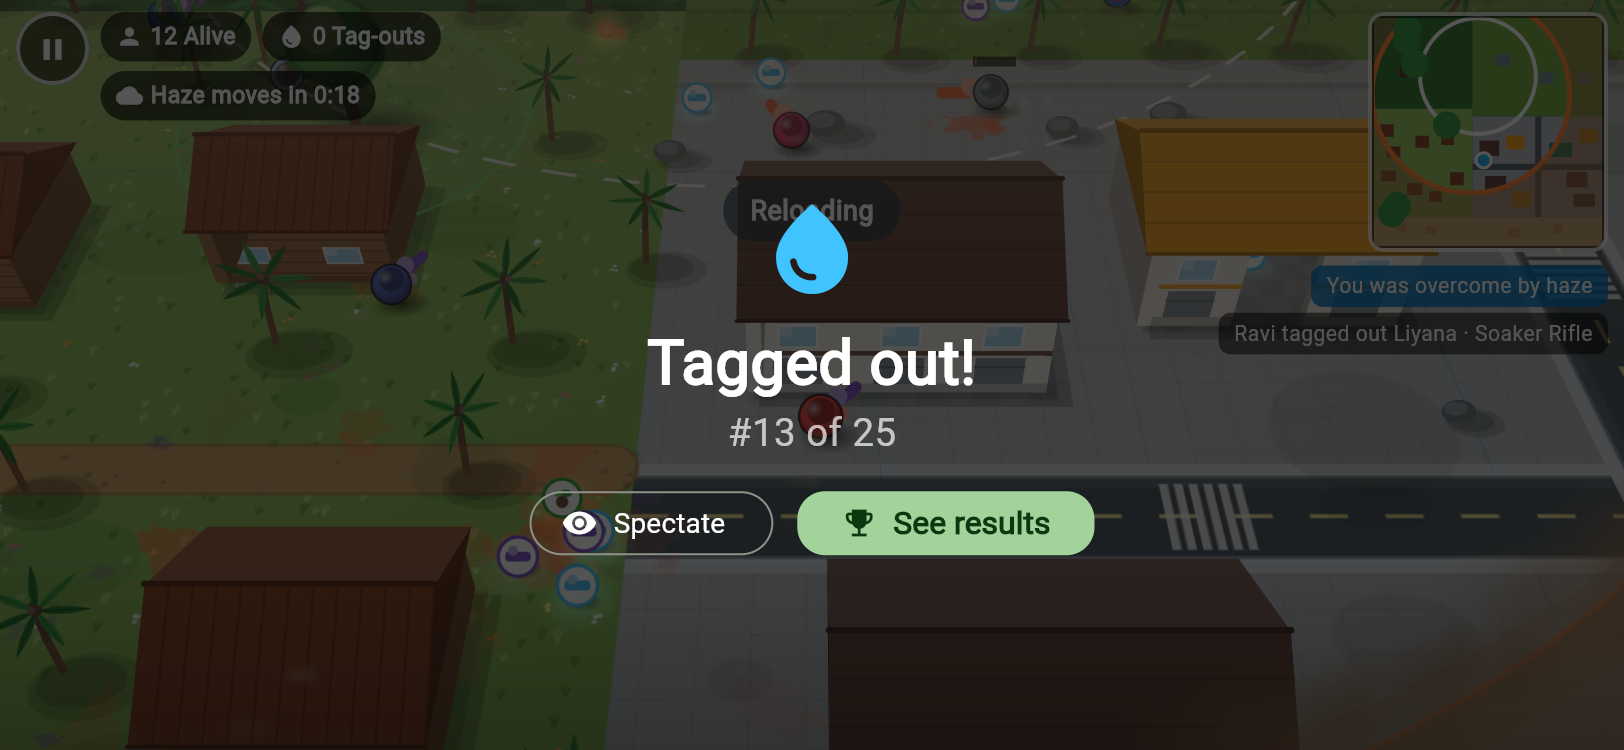 12 Alive
0 Tag-outs
Haze moves in 0:18
Reloading
You was overcome by haze
Ravi tagged out Liyana · Soaker Rifle
Tagged out!
#13 of 25
Spectate
See results